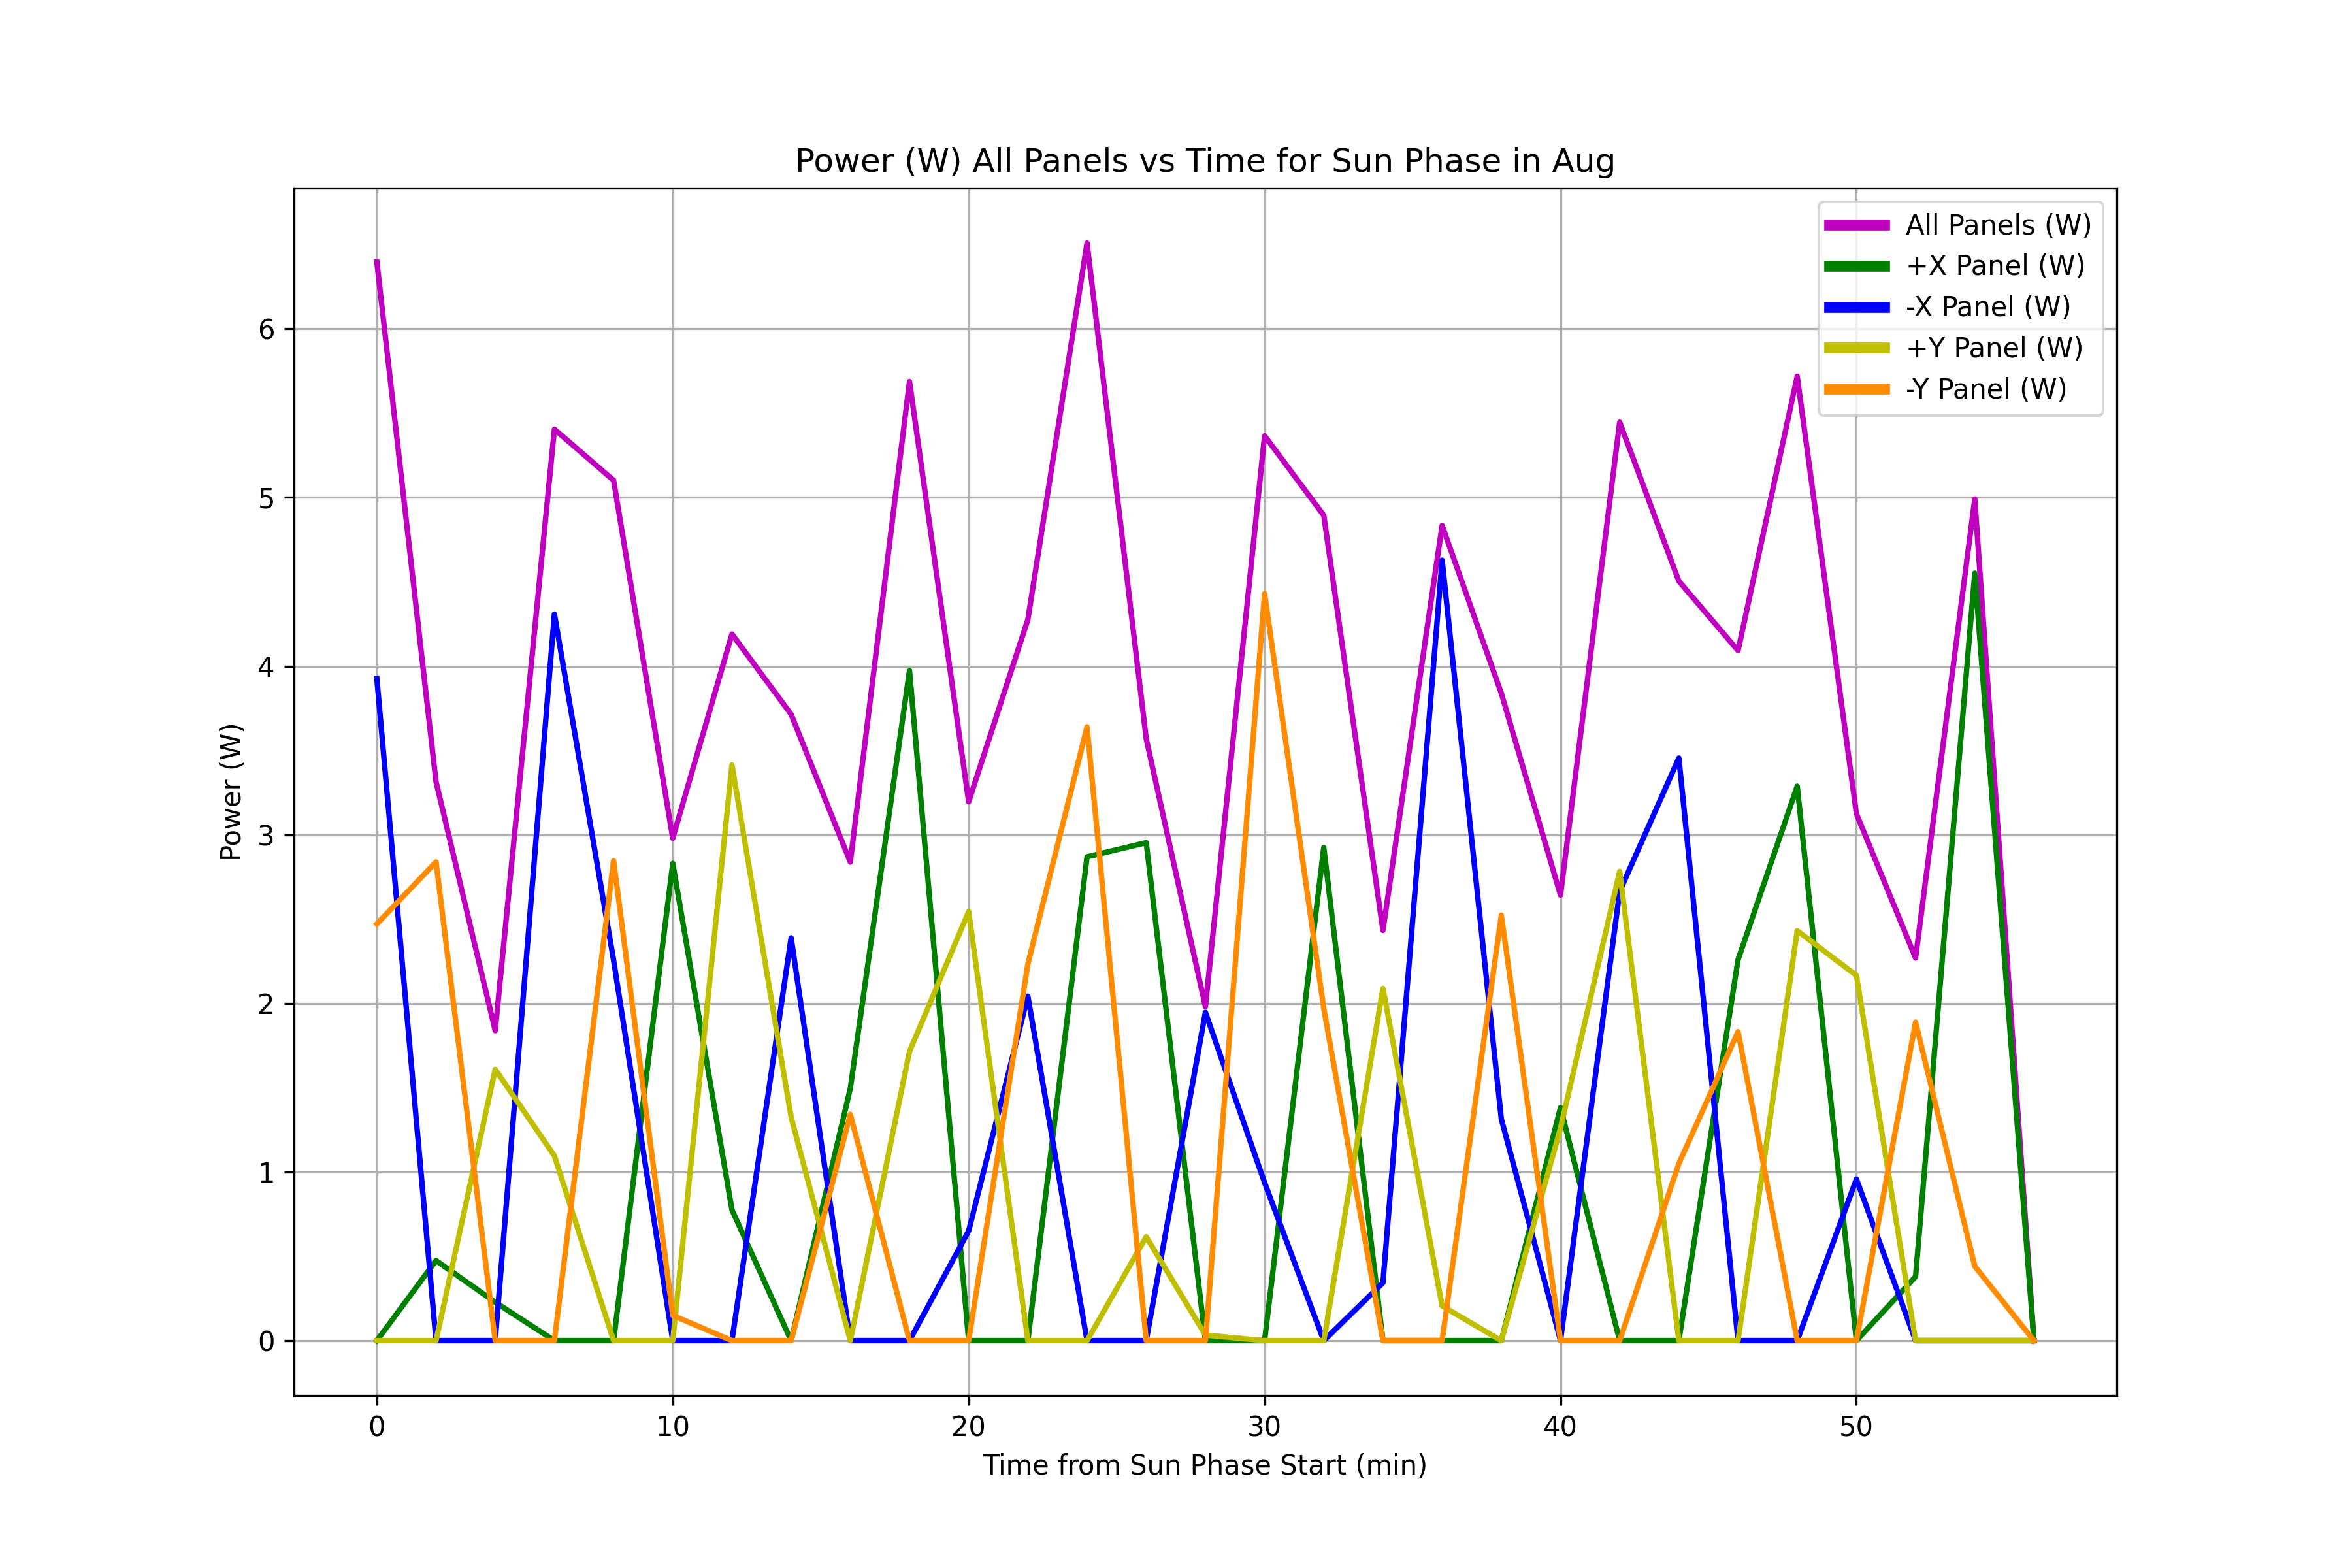 Power (W) All Panels vs Time for Sun Phase in Aug
All Panels (W)
+X Panel (W)
-X Panel (W)
+Y Panel (W)
-Y Panel (W)
6
5
4
3
2
1
0
Power (W)
0 10 20 30 40 50
Time from Sun Phase Start (min)